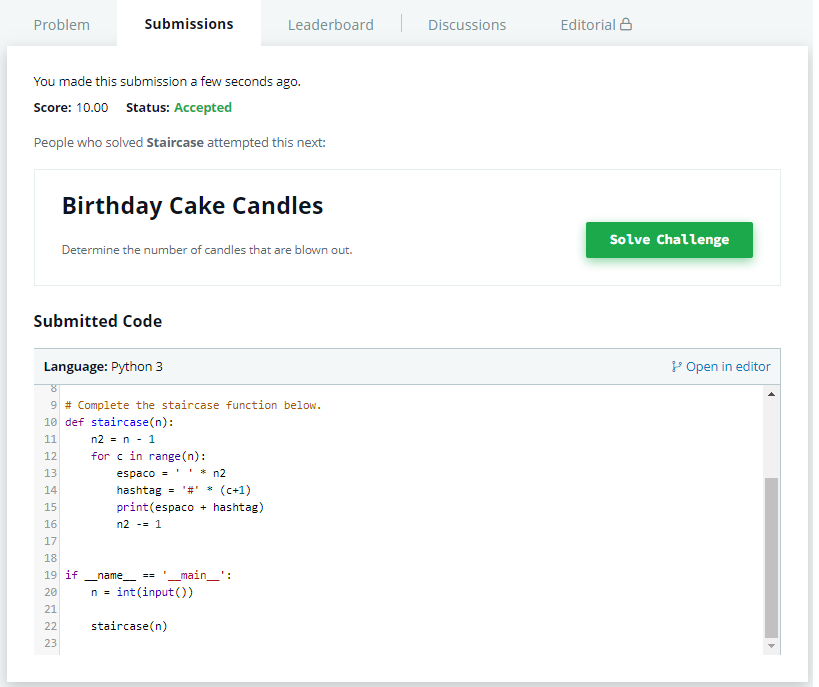 Problem Submissions Leaderboard Discussions Editorial
You made this submission a few seconds ago.
Score: 10.00 Status: Accepted
People who solved Staircase attempted this next:
Birthday Cake Candles
Determine the number of candles that are blown out.
Solve Challenge
Submitted Code
Language: Python 3 Open in editor
8
9 # Complete the staircase function below.
10 def staircase(n):
11     n2 = n - 1
12     for c in range(n):
13         espaco = ' ' * n2
14         hashtag = '#' * (c+1)
15         print(espaco + hashtag)
16         n2 -= 1
17
18
19 if __name__ == '__main__':
20     n = int(input())
21
22     staircase(n)
23